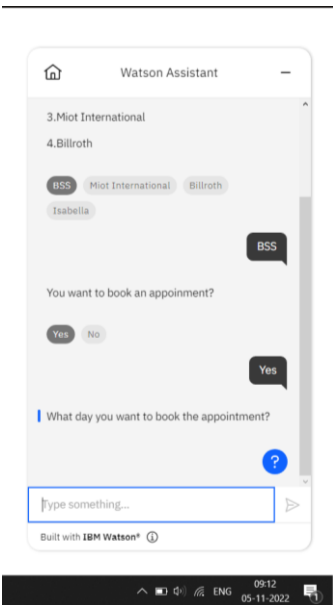 Watson Assistant
3.Miot International
4.Billroth
BSS Miot International Billroth
Isabella
BSS
You want to book an appoinment?
Yes No
Yes
What day you want to book the appointment?
?
Type something...
Built with IBM Watson®
ENG 09:12
05-11-2022 1